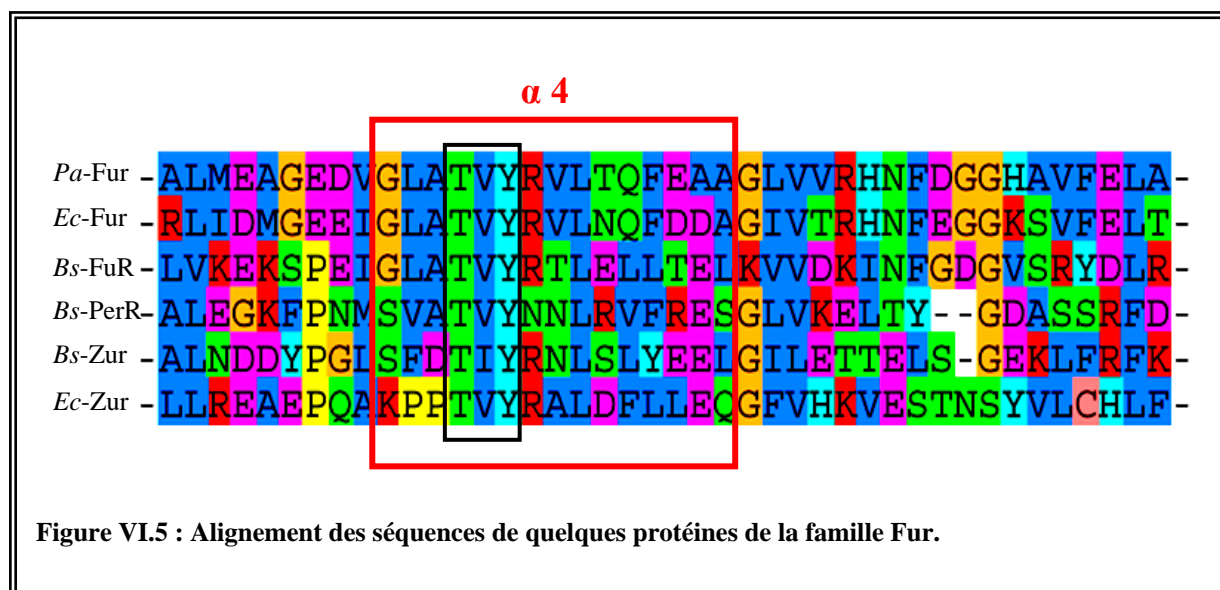 α 4
Pa-Fur - ALMEAGEDVGLATVYRVLTQFEAAGLVVRHNFDGGHAVFELA-
Ec-Fur - RLIDMGEEIGLATVYRVLNQFDDAGIVTRHNFEGGKSVFELT-
Bs-FuR - LVKEKSPEIGLATVYRTLELLTELKVVDKINFGDGVSRYDLR-
Bs-PerR - ALEGKFPNMSVATVYNNLRVFRESGLVKELTY--GDASSRFD-
Bs-Zur - ALNDDYPGLSFDTIYRNLSLYEELGILETTELS-GEKLFRFK-
Ec-Zur - LLREAEPQAKPPTVYRALDFLLEQGFVHKVESTNSYVLCHLF-
Figure VI.5 : Alignement des séquences de quelques protéines de la famille Fur.